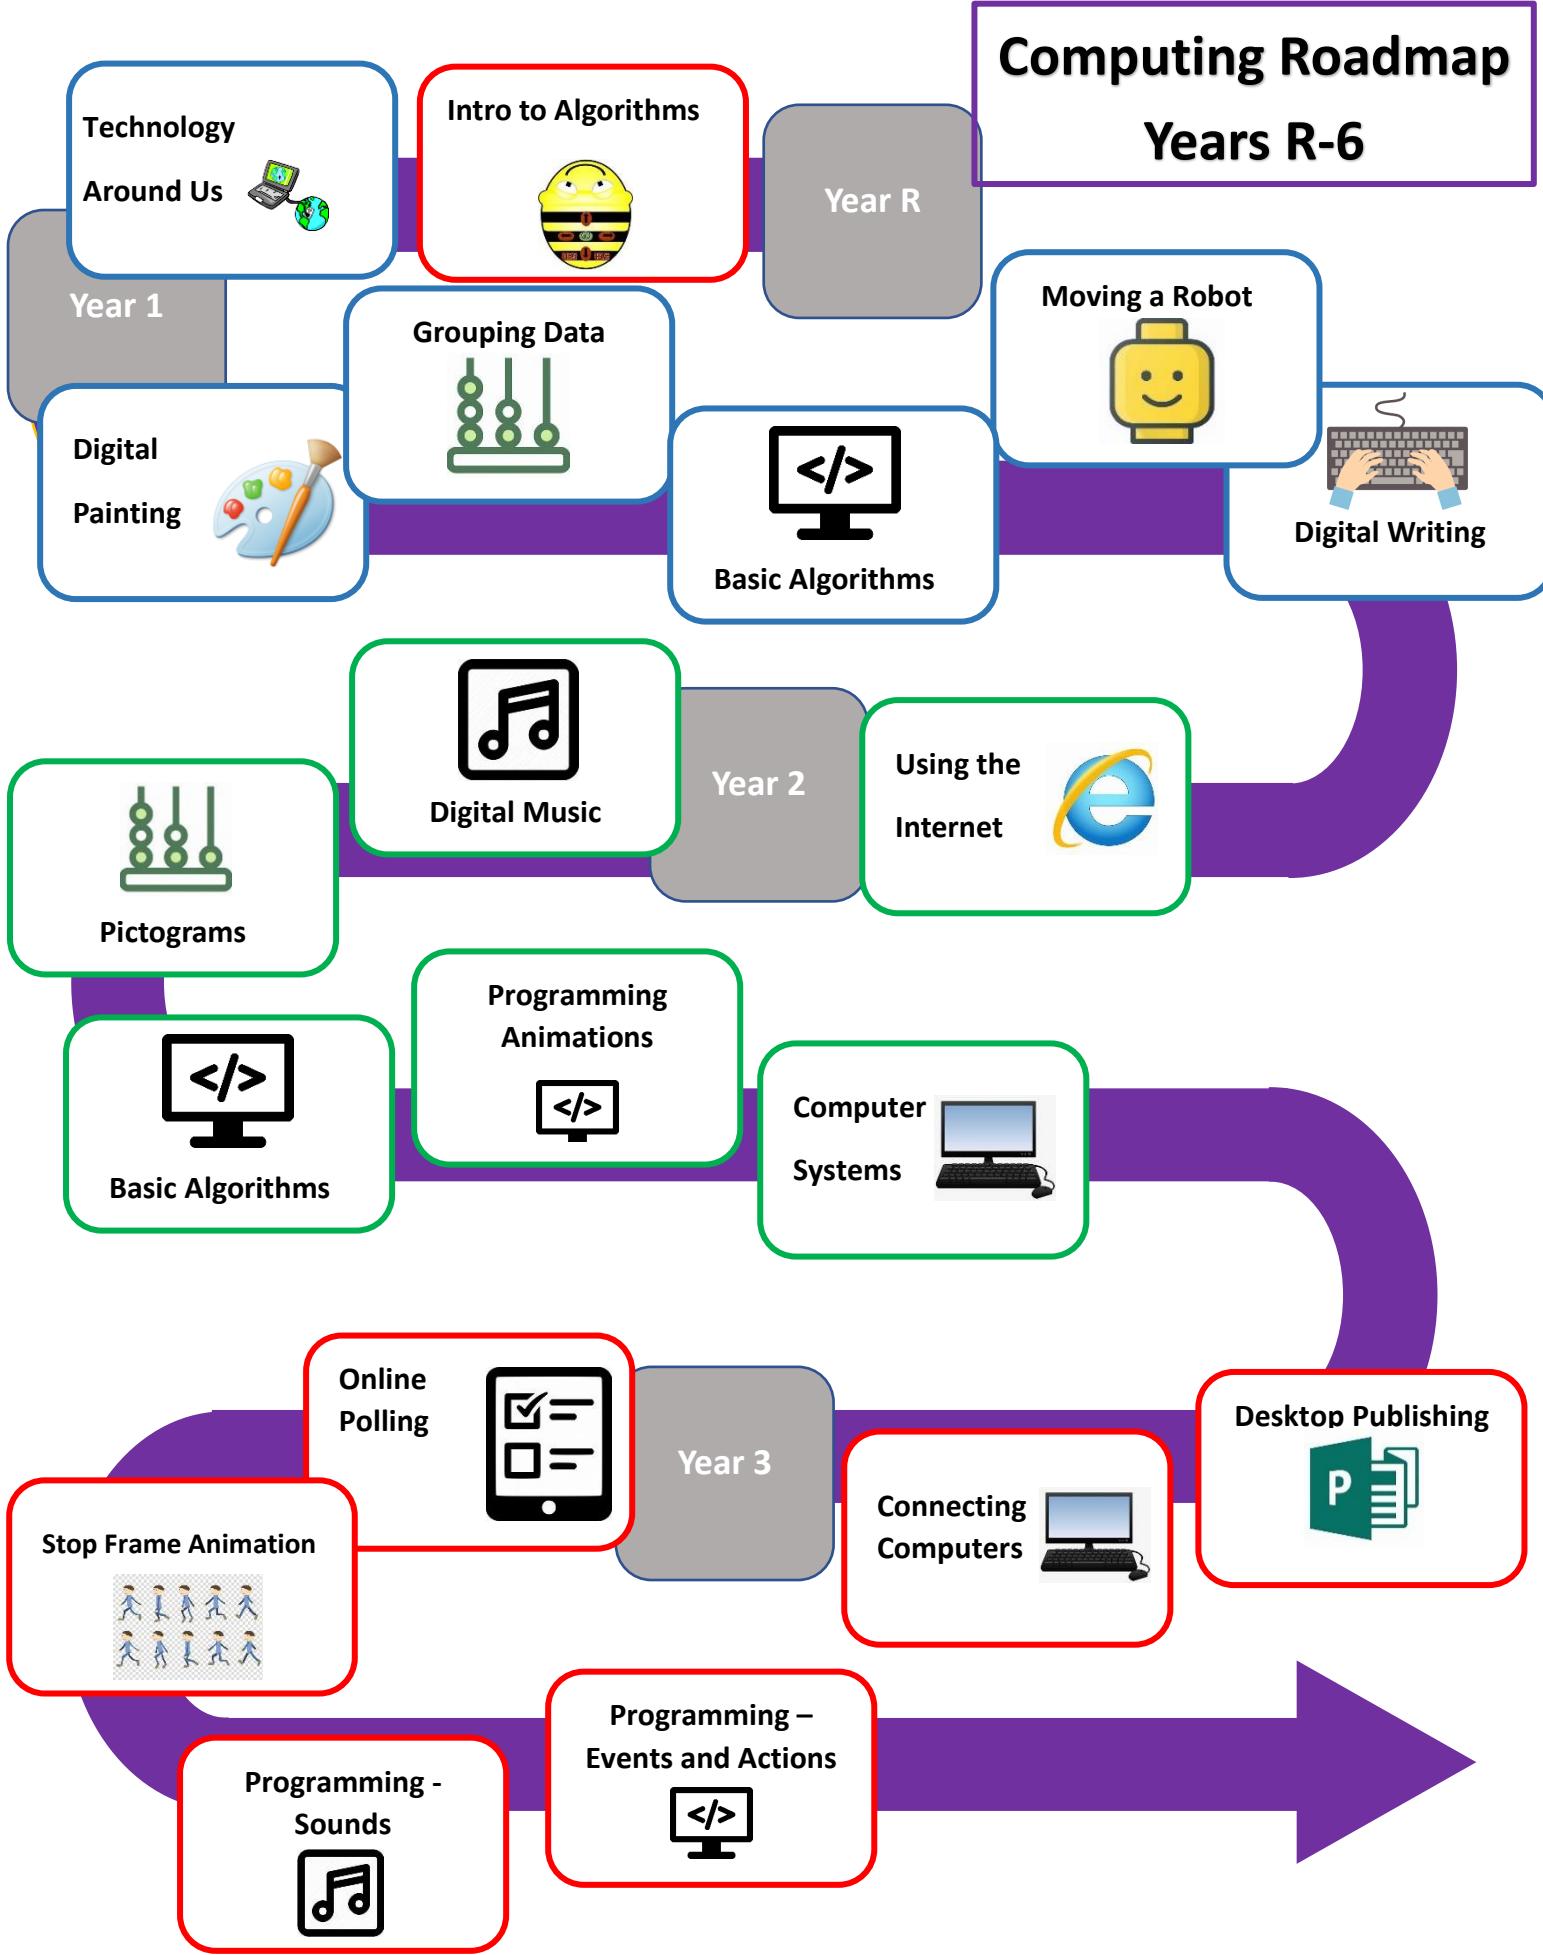 Computing Roadmap
Years R-6
Year R
Intro to Algorithms
Technology
Around Us
Year 1
Digital
Painting
Grouping Data
</>
Basic Algorithms
Moving a Robot
Digital Writing
Using the
Internet
Year 2
Digital Music
Pictograms
</>
Basic Algorithms
Programming
Animations
</>
Computer
Systems
Desktop Publishing
P
Connecting
Computers
Year 3
Online
Polling
Stop Frame Animation
Programming -
Sounds
Programming –
Events and Actions
</>